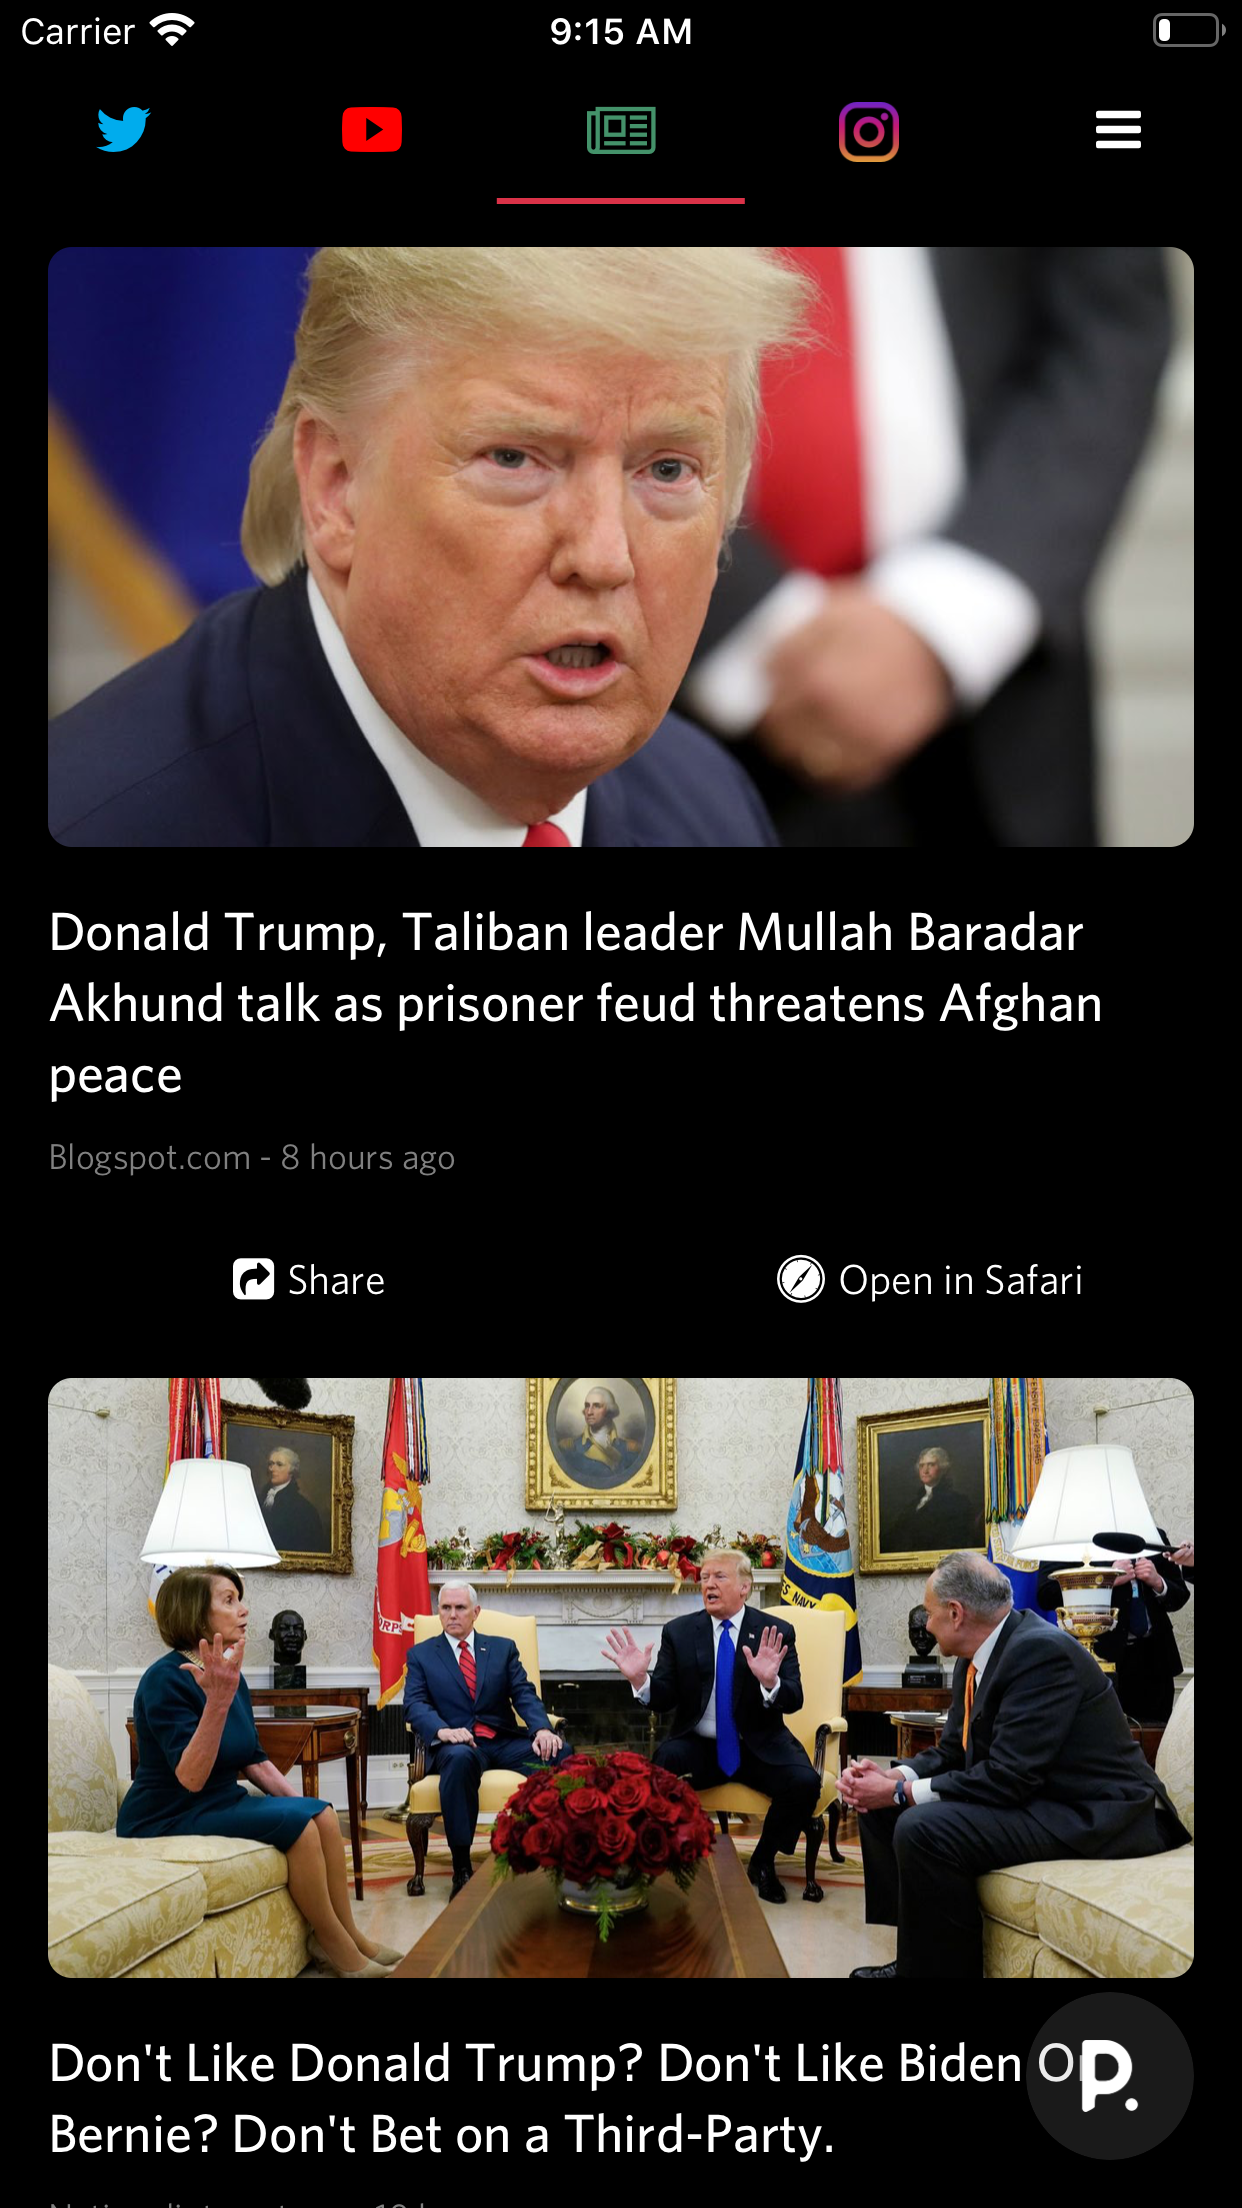 Carrier 9:15 AM
Donald Trump, Taliban leader Mullah Baradar
Akhund talk as prisoner feud threatens Afghan
peace
Blogspot.com - 8 hours ago
Share Open in Safari
NAVY
Don't Like Donald Trump? Don't Like Biden Or
P.
Bernie? Don't Bet on a Third-Party.